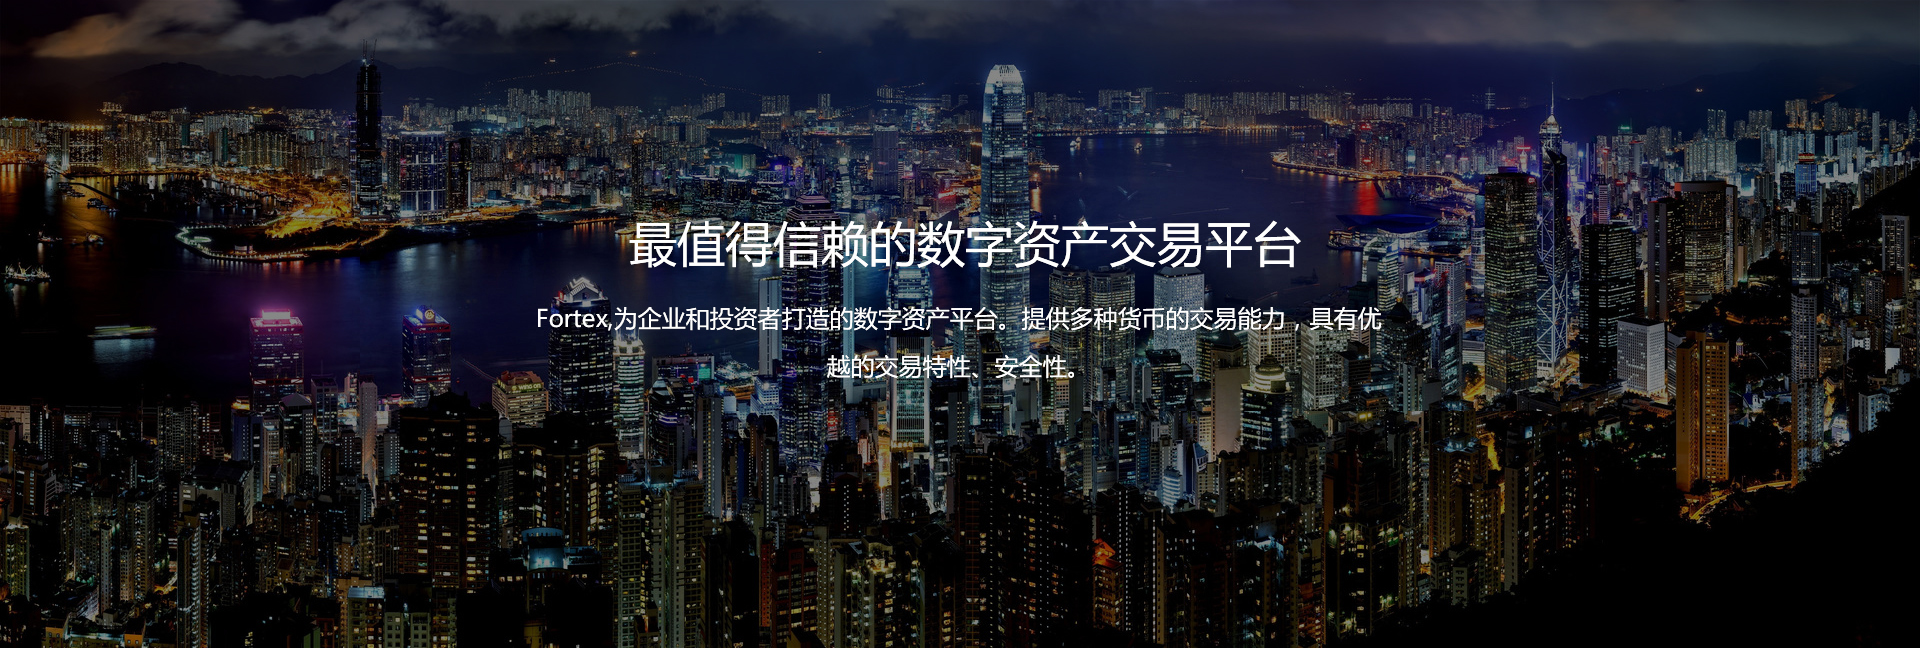 最值得信赖的数字资产交易平台
Fortex,为企业和投资者打造的数字资产平台。提供多种货币的交易能力，具有优
越的交易特性、安全性。